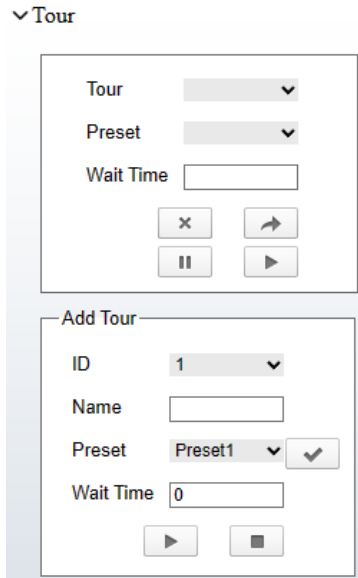 Tour
Tour
Preset
Wait Time
Add Tour
ID 1
Name
Preset Preset1
Wait Time 0